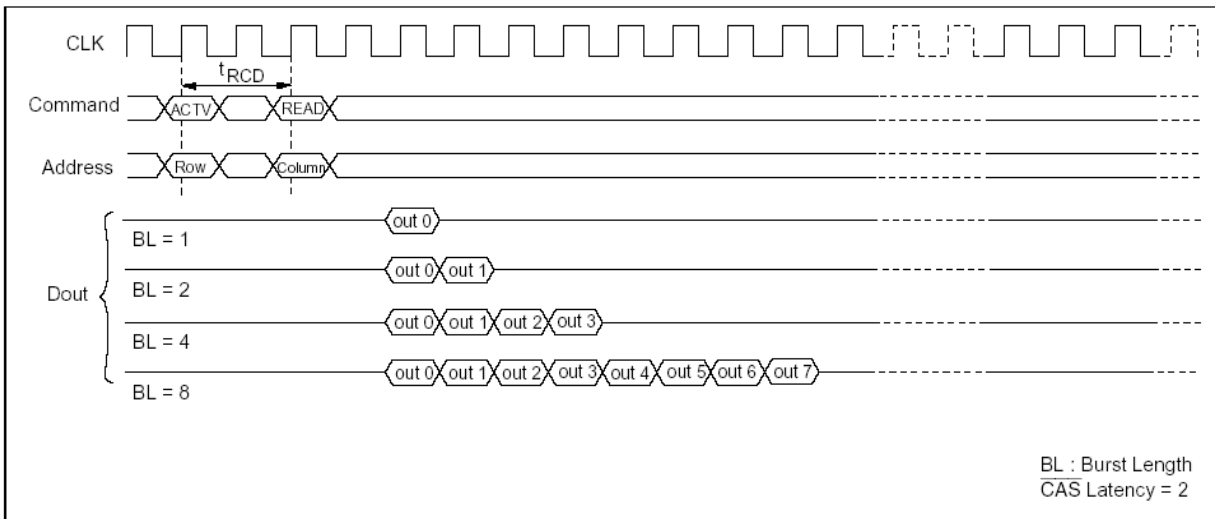 CLK
tRCD
Command ACTV READ
Address Row Column
out 0
BL = 1
out 0 out 1
Dout BL = 2
out 0 out 1 out 2 out 3
BL = 4
out 0 out 1 out 2 out 3 out 4 out 5 out 6 out 7
BL = 8
BL : Burst Length
CAS Latency = 2